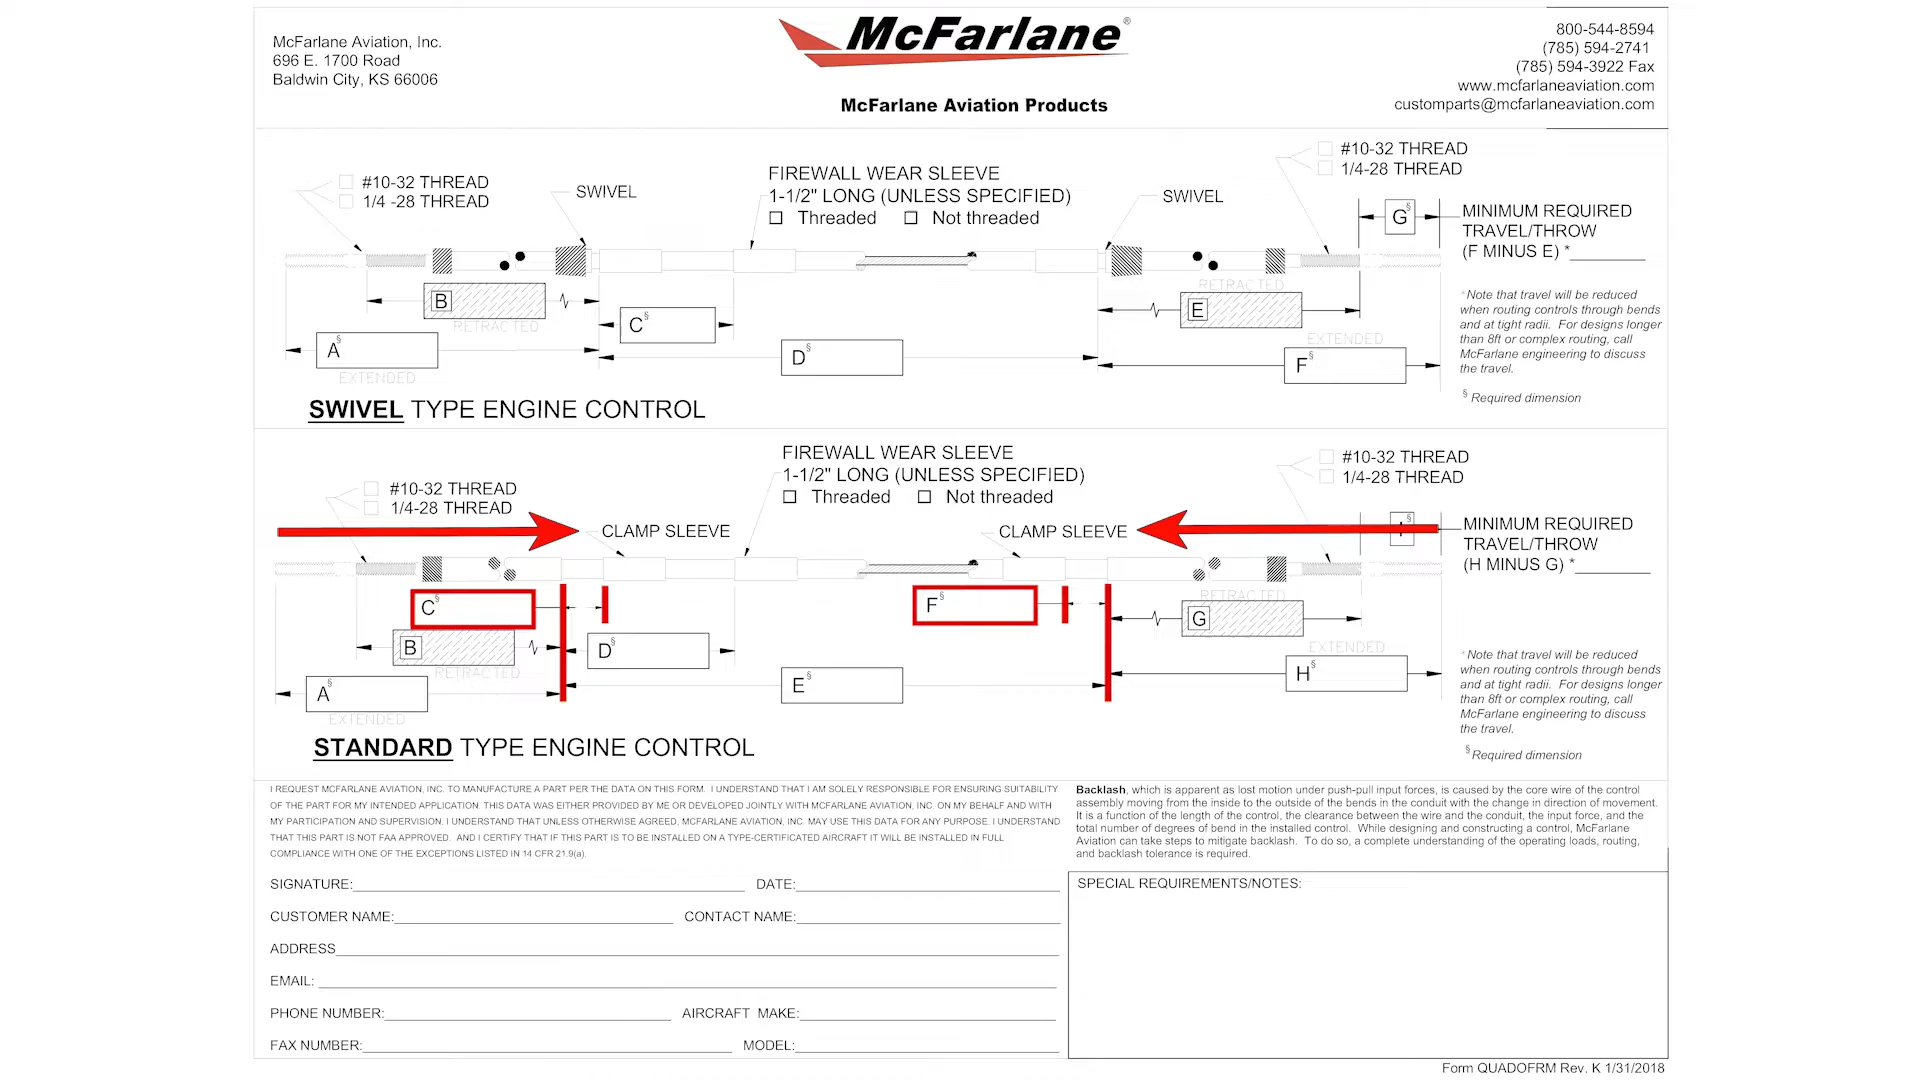 McFarlane Aviation, Inc.
696 E. 1700 Road
Baldwin City, KS 66006
McFarlane®
McFarlane Aviation Products
800-544-8594
(785) 594-2741
(785) 594-3922 Fax
www.mcfarlaneaviation.com
customparts@mcfarlaneaviation.com
#10-32 THREAD
1/4 -28 THREAD
SWIVEL
FIREWALL WEAR SLEEVE
1-1/2" LONG (UNLESS SPECIFIED)
Threaded Not threaded
SWIVEL
#10-32 THREAD
1/4-28 THREAD
G§
MINIMUM REQUIRED
TRAVEL/THROW
(F MINUS E) *
B
RETRACTED
A§
EXTENDED
C§
D§
RETRACTED
E
EXTENDED
F§
*Note that travel will be reduced
when routing controls through bends
and at tight radii. For designs longer
than 8ft or complex routing, call
McFarlane engineering to discuss
the travel.
§ Required dimension
SWIVEL TYPE ENGINE CONTROL
#10-32 THREAD
1/4-28 THREAD
CLAMP SLEEVE
FIREWALL WEAR SLEEVE
1-1/2" LONG (UNLESS SPECIFIED)
Threaded Not threaded
CLAMP SLEEVE
#10-32 THREAD
1/4-28 THREAD
§
MINIMUM REQUIRED
TRAVEL/THROW
(H MINUS G) *
C§
B
RETRACTED
A§
EXTENDED
D§
E§
F§
RETRACTED
G
EXTENDED
H§
*Note that travel will be reduced
when routing controls through bends
and at tight radii. For designs longer
than 8ft or complex routing, call
McFarlane engineering to discuss
the travel.
§ Required dimension
STANDARD TYPE ENGINE CONTROL
I REQUEST MCFARLANE AVIATION, INC. TO MANUFACTURE A PART PER THE DATA ON THIS FORM. I UNDERSTAND THAT I AM SOLELY RESPONSIBLE FOR ENSURING SUITABILITY
OF THE PART FOR MY INTENDED APPLICATION. THIS DATA WAS EITHER PROVIDED BY ME OR DEVELOPED JOINTLY WITH MCFARLANE AVIATION, INC. ON MY BEHALF AND WITH
MY PARTICIPATION AND SUPERVISION. I UNDERSTAND THAT UNLESS OTHERWISE AGREED, MCFARLANE AVIATION, INC. MAY USE THIS DATA FOR ANY PURPOSE. I UNDERSTAND
THAT THIS PART IS NOT FAA APPROVED. AND I CERTIFY THAT IF THIS PART IS TO BE INSTALLED ON A TYPE-CERTIFICATED AIRCRAFT IT WILL BE INSTALLED IN FULL
COMPLIANCE WITH ONE OF THE EXCEPTIONS LISTED IN 14 CFR 21.9(a).
Backlash, which is apparent as lost motion under push-pull input forces, is caused by the core wire of the control
assembly moving from the inside to the outside of the bends in the conduit with the change in direction of movement.
It is a function of the length of the control, the clearance between the wire and the conduit, the input force, and the
total number of degrees of bend in the installed control. While designing and constructing a control, McFarlane
Aviation can take steps to mitigate backlash. To do so, a complete understanding of the operating loads, routing,
and backlash tolerance is required.
SIGNATURE: DATE:
CUSTOMER NAME: CONTACT NAME:
ADDRESS
EMAIL:
PHONE NUMBER: AIRCRAFT MAKE:
FAX NUMBER: MODEL:
SPECIAL REQUIREMENTS/NOTES:
Form QUADOFRM Rev. K 1/31/2018